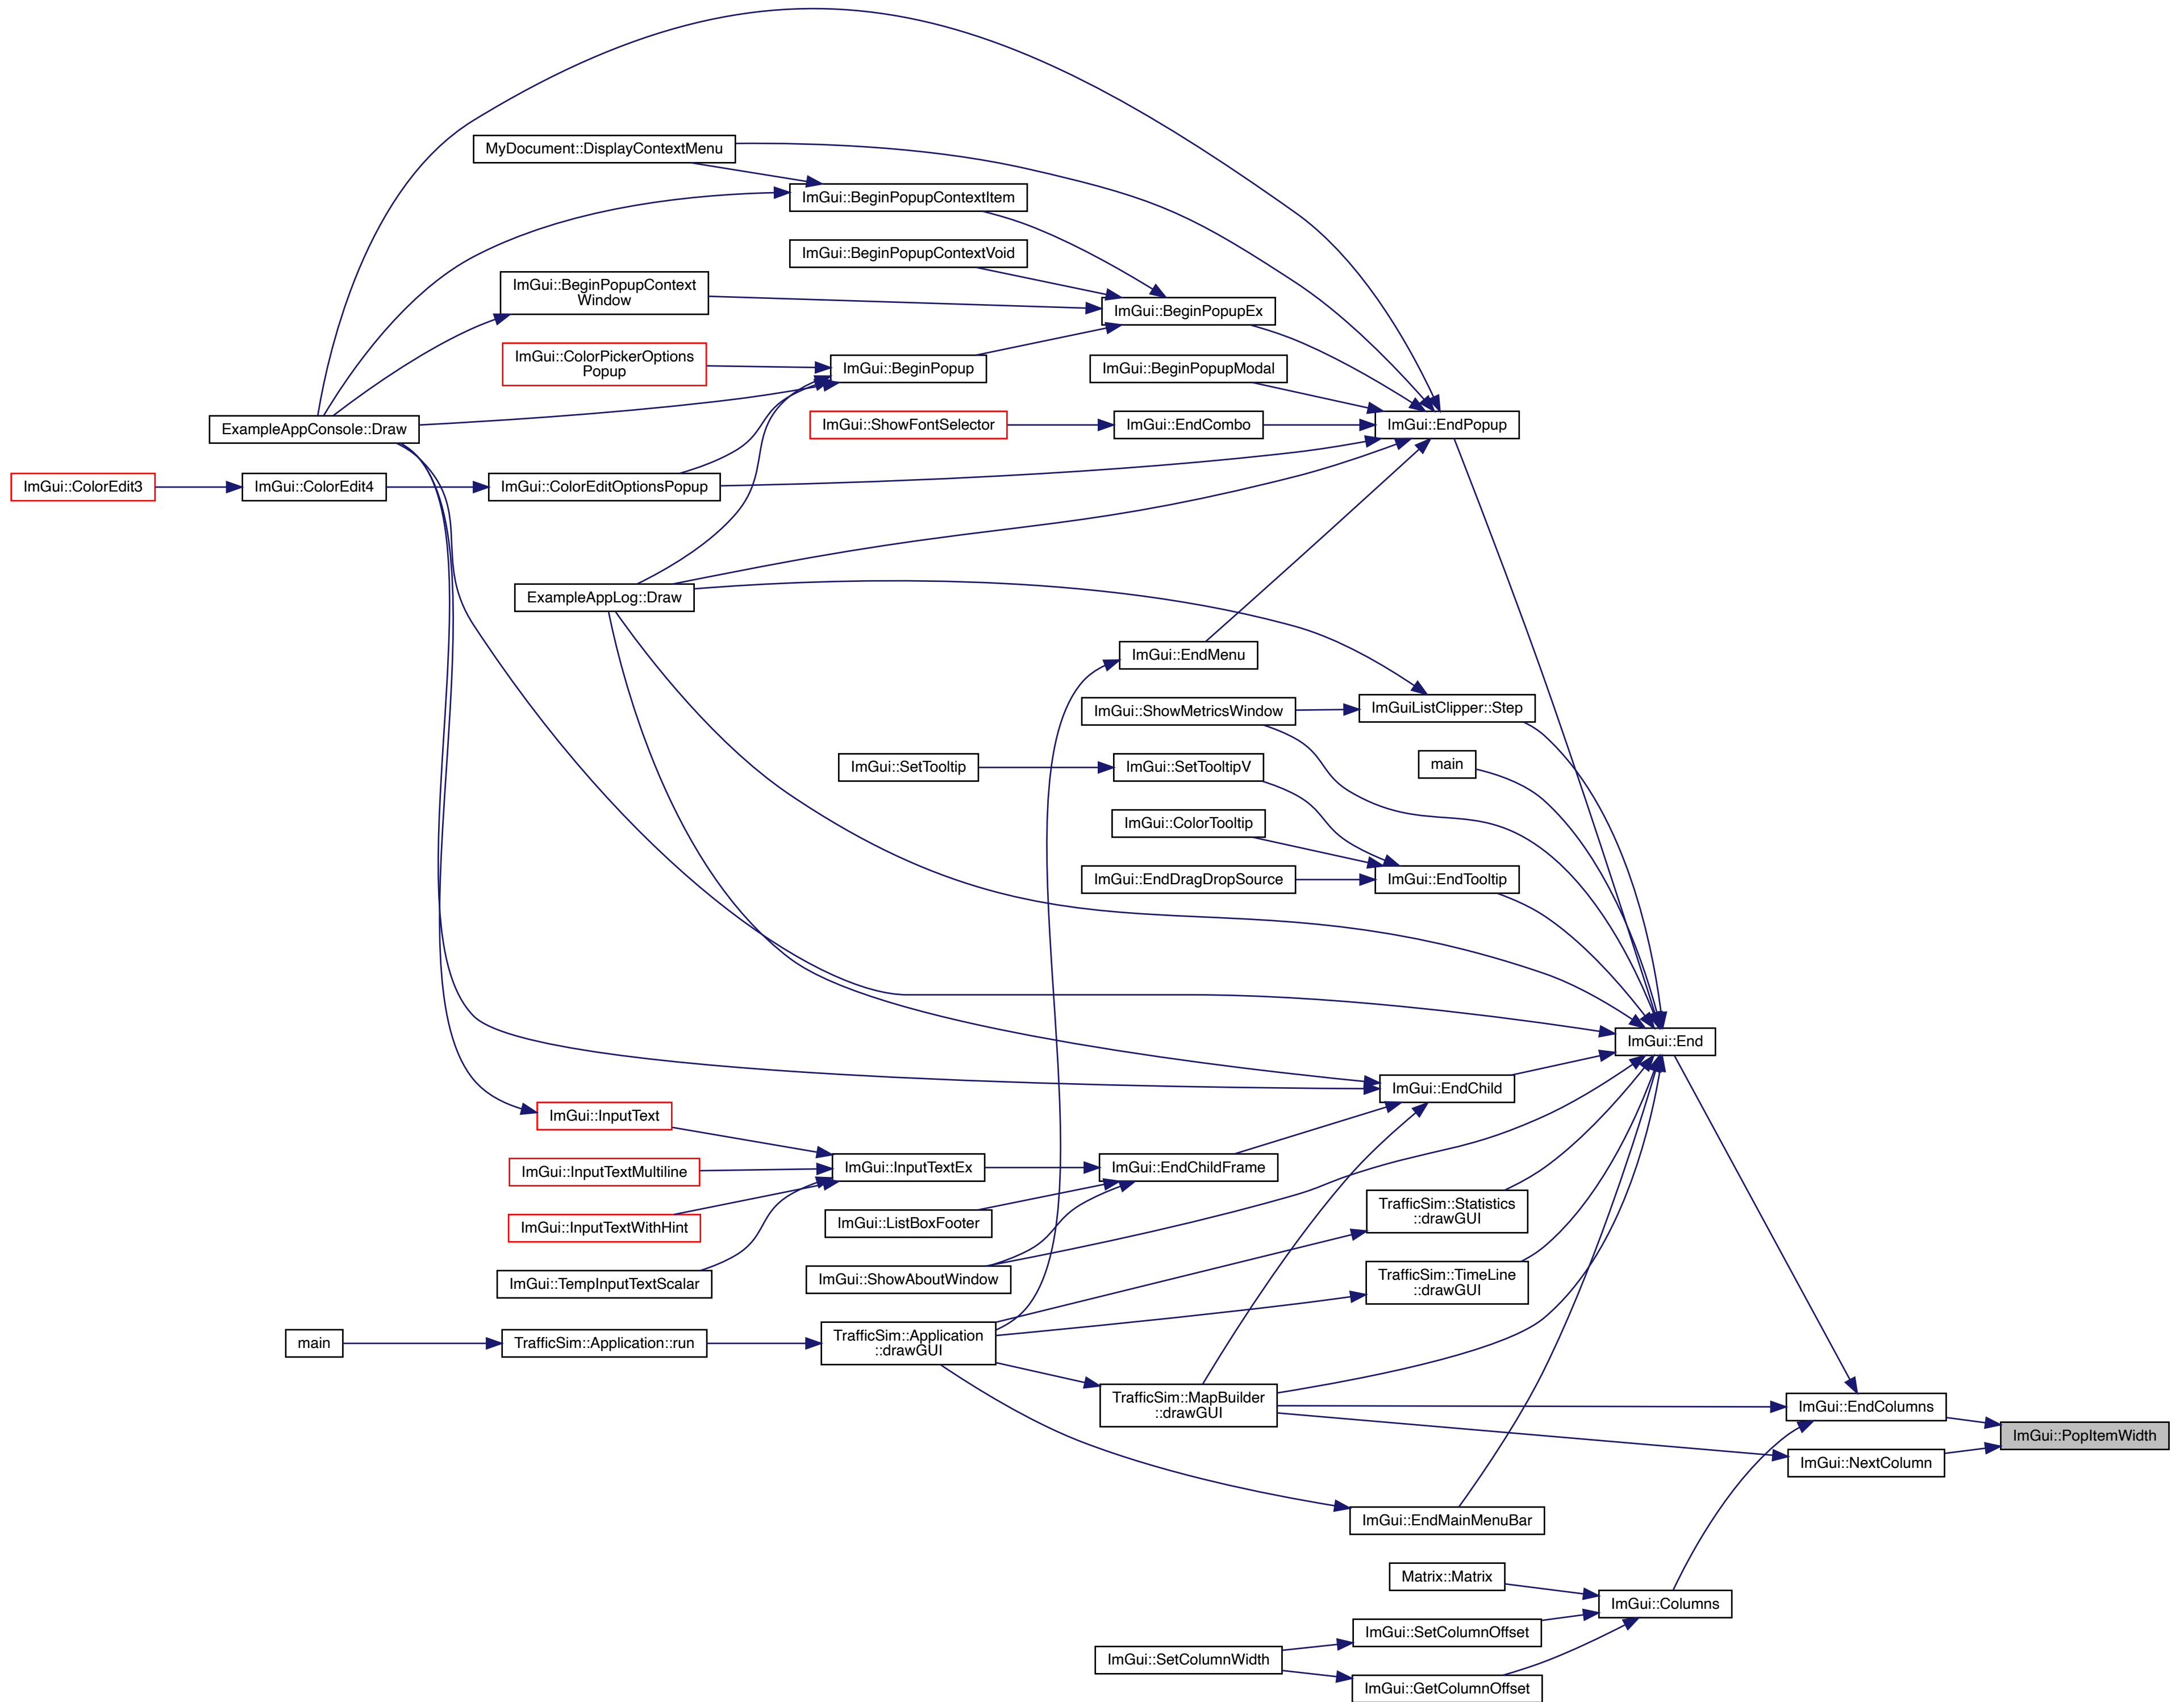 MyDocument::DisplayContextMenu
ImGui::BeginPopupContextItem
ImGui::BeginPopupContextVoid
ImGui::BeginPopupContext
Window
ImGui::BeginPopupEx
ImGui::ColorPickerOptions
Popup
ImGui::BeginPopup
ImGui::BeginPopupModal
ExampleAppConsole::Draw
ImGui::ShowFontSelector
ImGui::EndCombo
ImGui::EndPopup
ImGui::ColorEdit3
ImGui::ColorEdit4
ImGui::ColorEditOptionsPopup
ExampleAppLog::Draw
ImGui::EndMenu
ImGui::ShowMetricsWindow
ImGuiListClipper::Step
ImGui::SetTooltip
ImGui::SetTooltipV
main
ImGui::ColorTooltip
ImGui::EndDragDropSource
ImGui::EndTooltip
ImGui::End
ImGui::EndChild
ImGui::InputText
ImGui::InputTextMultiline
ImGui::InputTextEx
ImGui::EndChildFrame
ImGui::InputTextWithHint
ImGui::ListBoxFooter
TrafficSim::Statistics
::drawGUI
ImGui::TempInputTextScalar
ImGui::ShowAboutWindow
TrafficSim::TimeLine
::drawGUI
main
TrafficSim::Application::run
TrafficSim::Application
::drawGUI
TrafficSim::MapBuilder
::drawGUI
ImGui::EndColumns
ImGui::PopItemWidth
ImGui::NextColumn
ImGui::EndMainMenuBar
Matrix::Matrix
ImGui::Columns
ImGui::SetColumnOffset
ImGui::SetColumnWidth
ImGui::GetColumnOffset